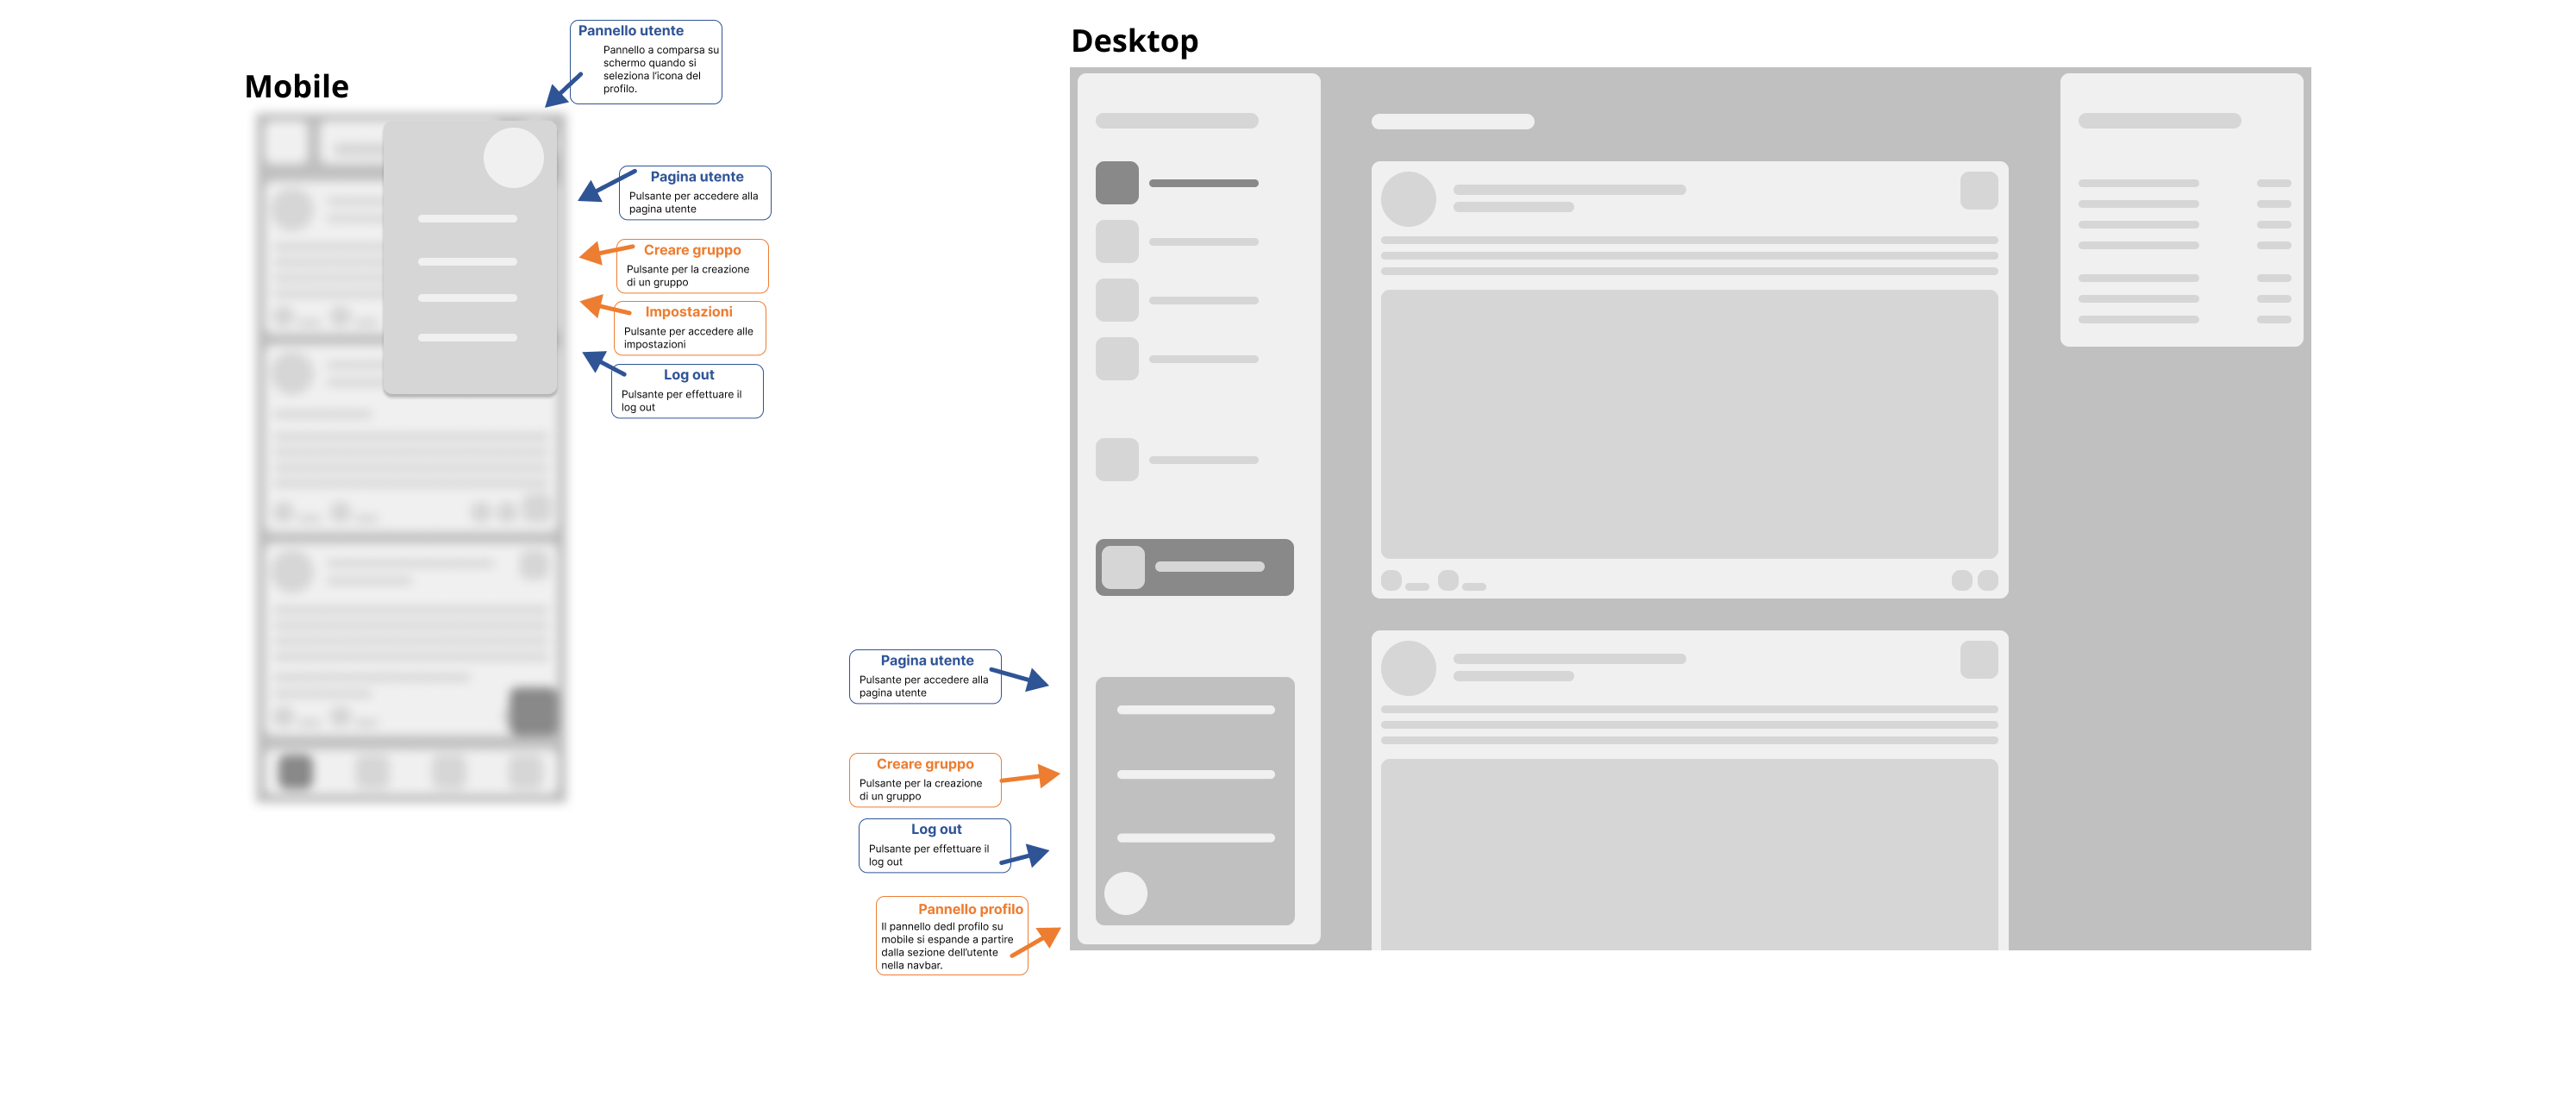 Mobile
Pannello utente
Pannello a comparsa su
schermo quando si
seleziona l'icona del
profilo.
Pagina utente
Pulsante per accedere alla
pagina utente
Creare gruppo
Pulsante per la creazione
di un gruppo
Impostazioni
Pulsante per accedere alle
impostazioni
Log out
Pulsante per effettuare il
log out
Desktop
Pagina utente
Pulsante per accedere alla
pagina utente
Creare gruppo
Pulsante per la creazione
di un gruppo
Log out
Pulsante per effettuare il
log out
Pannello profilo
Il pannello dedl profilo su
mobile si espande a partire
dalla sezione dell'utente
nella navbar.